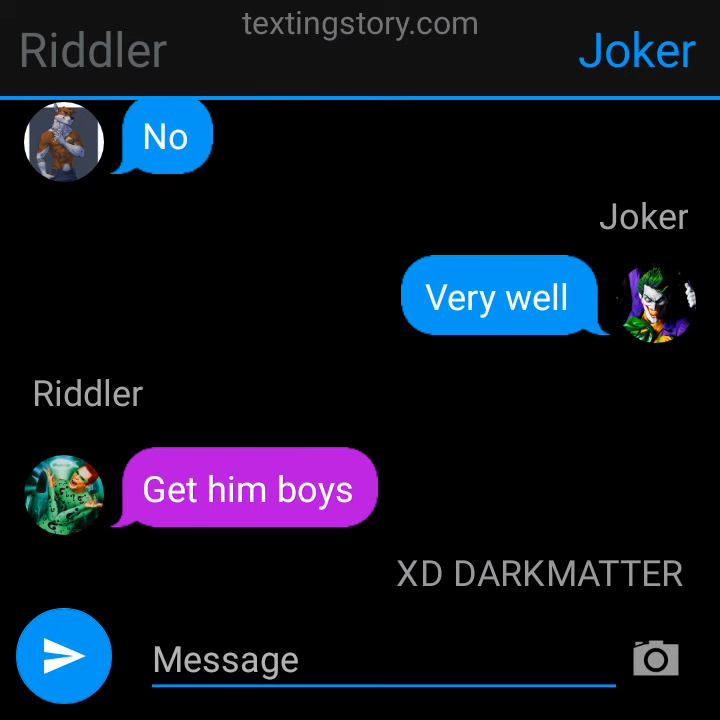 textingstory.com
Riddler Joker
No
Joker
Very well
Riddler
Get him boys
XD DARKMATTER
Message